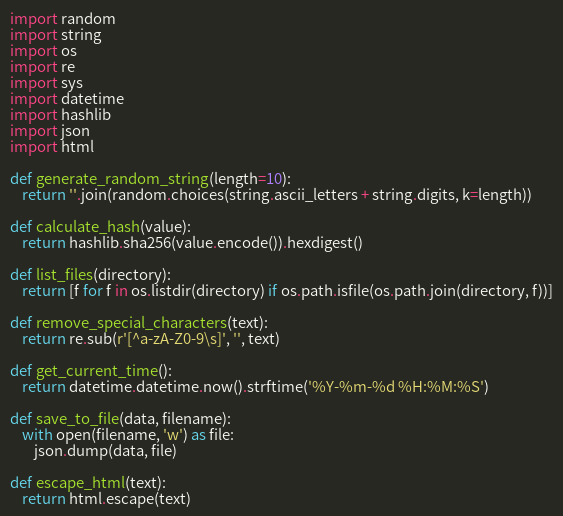 import random
import string
import os
import re
import sys
import datetime
import hashlib
import json
import html
def generate_random_string(length=10):
return ''.join(random.choices(string.ascii_letters + string.digits, k=length))
def calculate_hash(value):
return hashlib.sha256(value.encode()).hexdigest()
def list_files(directory):
return [f for f in os.listdir(directory) if os.path.isfile(os.path.join(directory, f))]
def remove_special_characters(text):
return re.sub(r'[^a-zA-Z0-9\s]', '', text)
def get_current_time():
return datetime.datetime.now().strftime('%Y-%m-%d %H:%M:%S')
def save_to_file(data, filename):
with open(filename, 'w') as file:
json.dump(data, file)
def escape_html(text):
return html.escape(text)